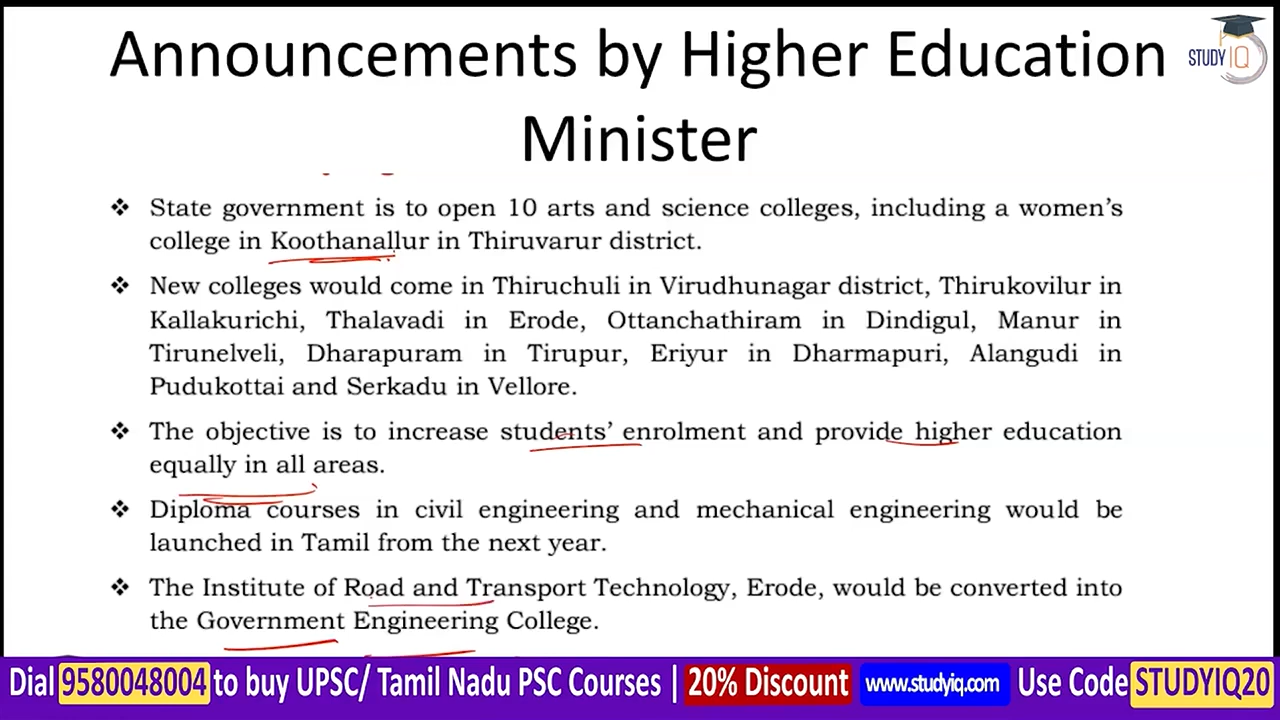 Announcements by Higher Education
Minister
STUDY IQ
❖ State government is to open 10 arts and science colleges, including a women's
college in Koothanallur in Thiruvarur district.
❖ New colleges would come in Thiruchuli in Virudhunagar district, Thirukovilur in
Kallakurichi, Thalavadi in Erode, Ottanchathiram in Dindigul, Manur in
Tirunelveli, Dharapuram in Tirupur, Eriyur in Dharmapuri, Alangudi in
Pudukottai and Serkadu in Vellore.
❖ The objective is to increase students' enrolment and provide higher education
equally in all areas.
❖ Diploma courses in civil engineering and mechanical engineering would be
launched in Tamil from the next year.
❖ The Institute of Road and Transport Technology, Erode, would be converted into
the Government Engineering College.
Dial 9580048004 to buy UPSC/ Tamil Nadu PSC Courses | 20% Discount www.studyiq.com Use Code STUDYIQ20